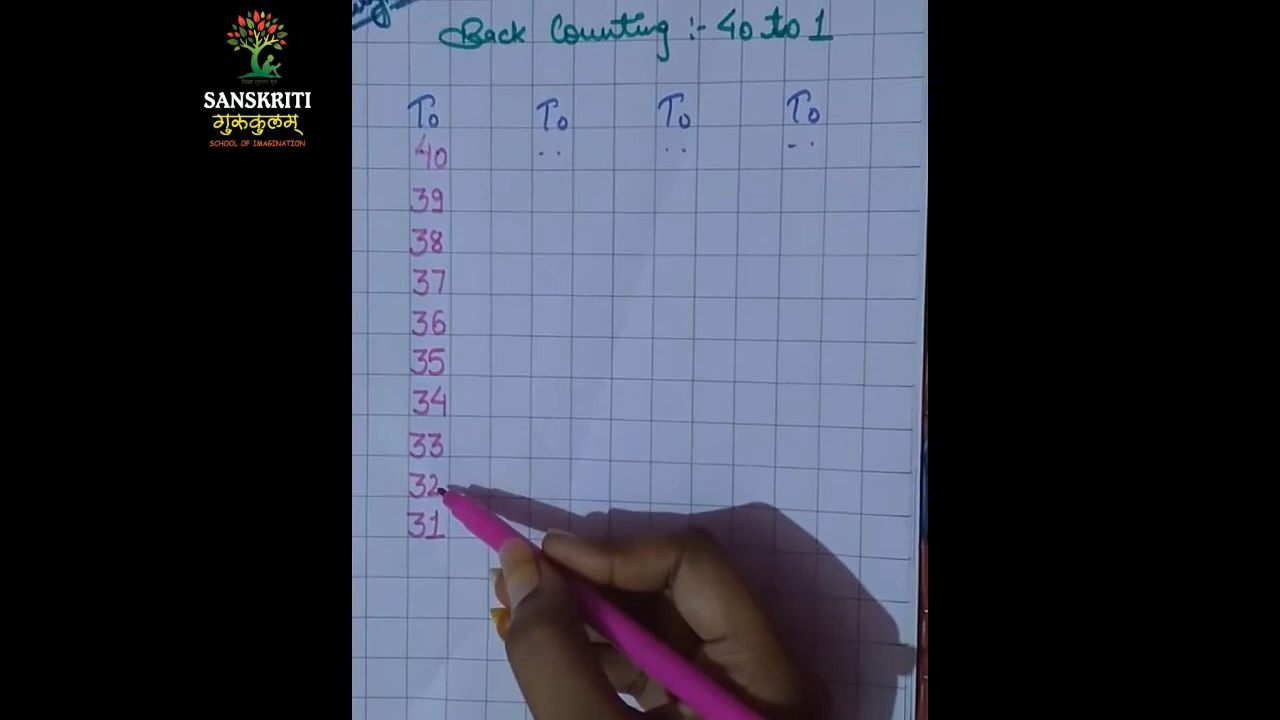 SANSKRITI
गुरुकुलम्
SCHOOL OF IMAGINATION
Back Counting :- 40 to 1
To To To To
40
39
38
37
36
35
34
33
32
31